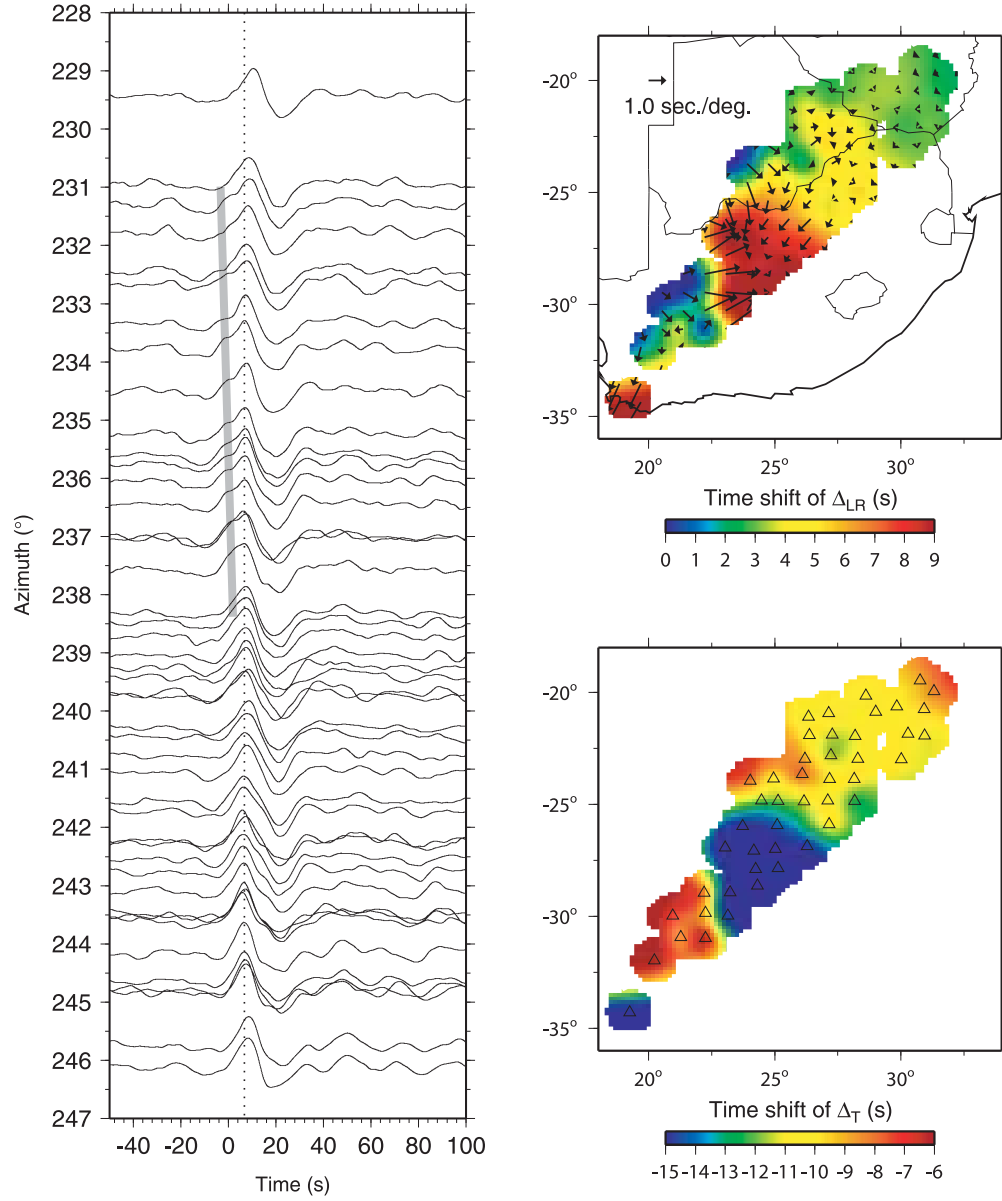 228
229
230
231
232
233
234
235
236
237
238
239
240
241
242
243
244
245
246
247
Azimuth (°)
-40 -20 0 20 40 60 80 100
Time (s)
-20°
-25°
-30°
-35°
1.0 sec./deg.
20° 25° 30°
Time shift of Δ_LR (s)
0 1 2 3 4 5 6 7 8 9
-20°
-25°
-30°
-35°
20° 25° 30°
Time shift of Δ_T (s)
-15 -14 -13 -12 -11 -10 -9 -8 -7 -6